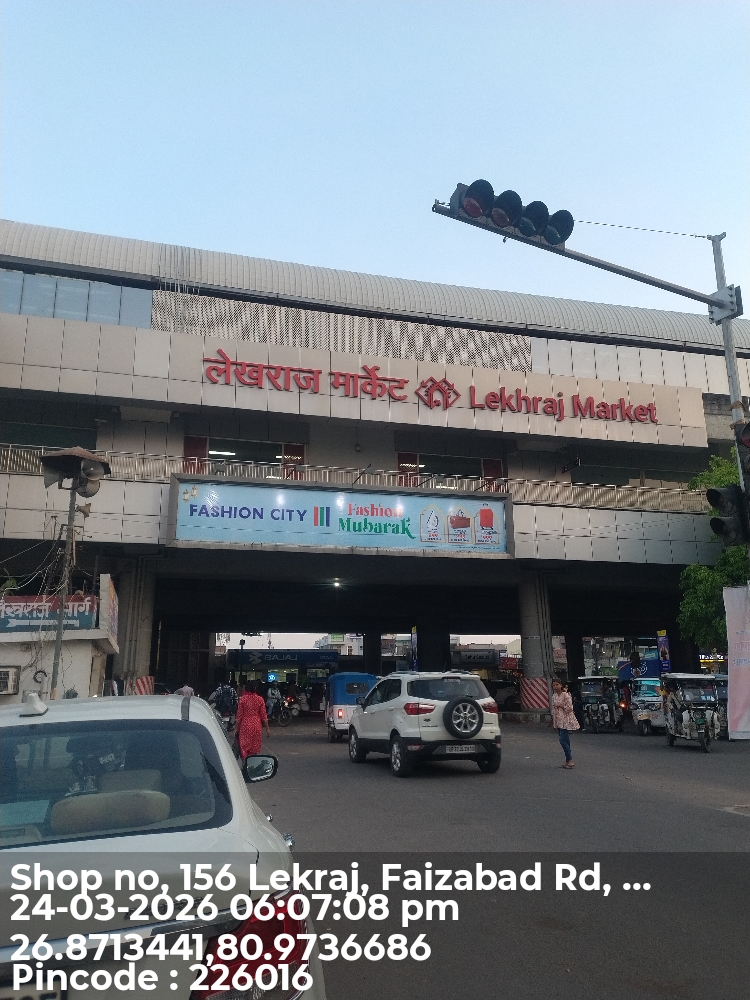 लेखराज मार्केट Lekhraj Market
FASHION CITY
Fashion
Mubarak
BAJAJ
Shop no, 156 Lekraj, Faizabad Rd, ...
24-03-2026 06:07:08 pm
26.8713441,80.9736686
Pincode : 226016